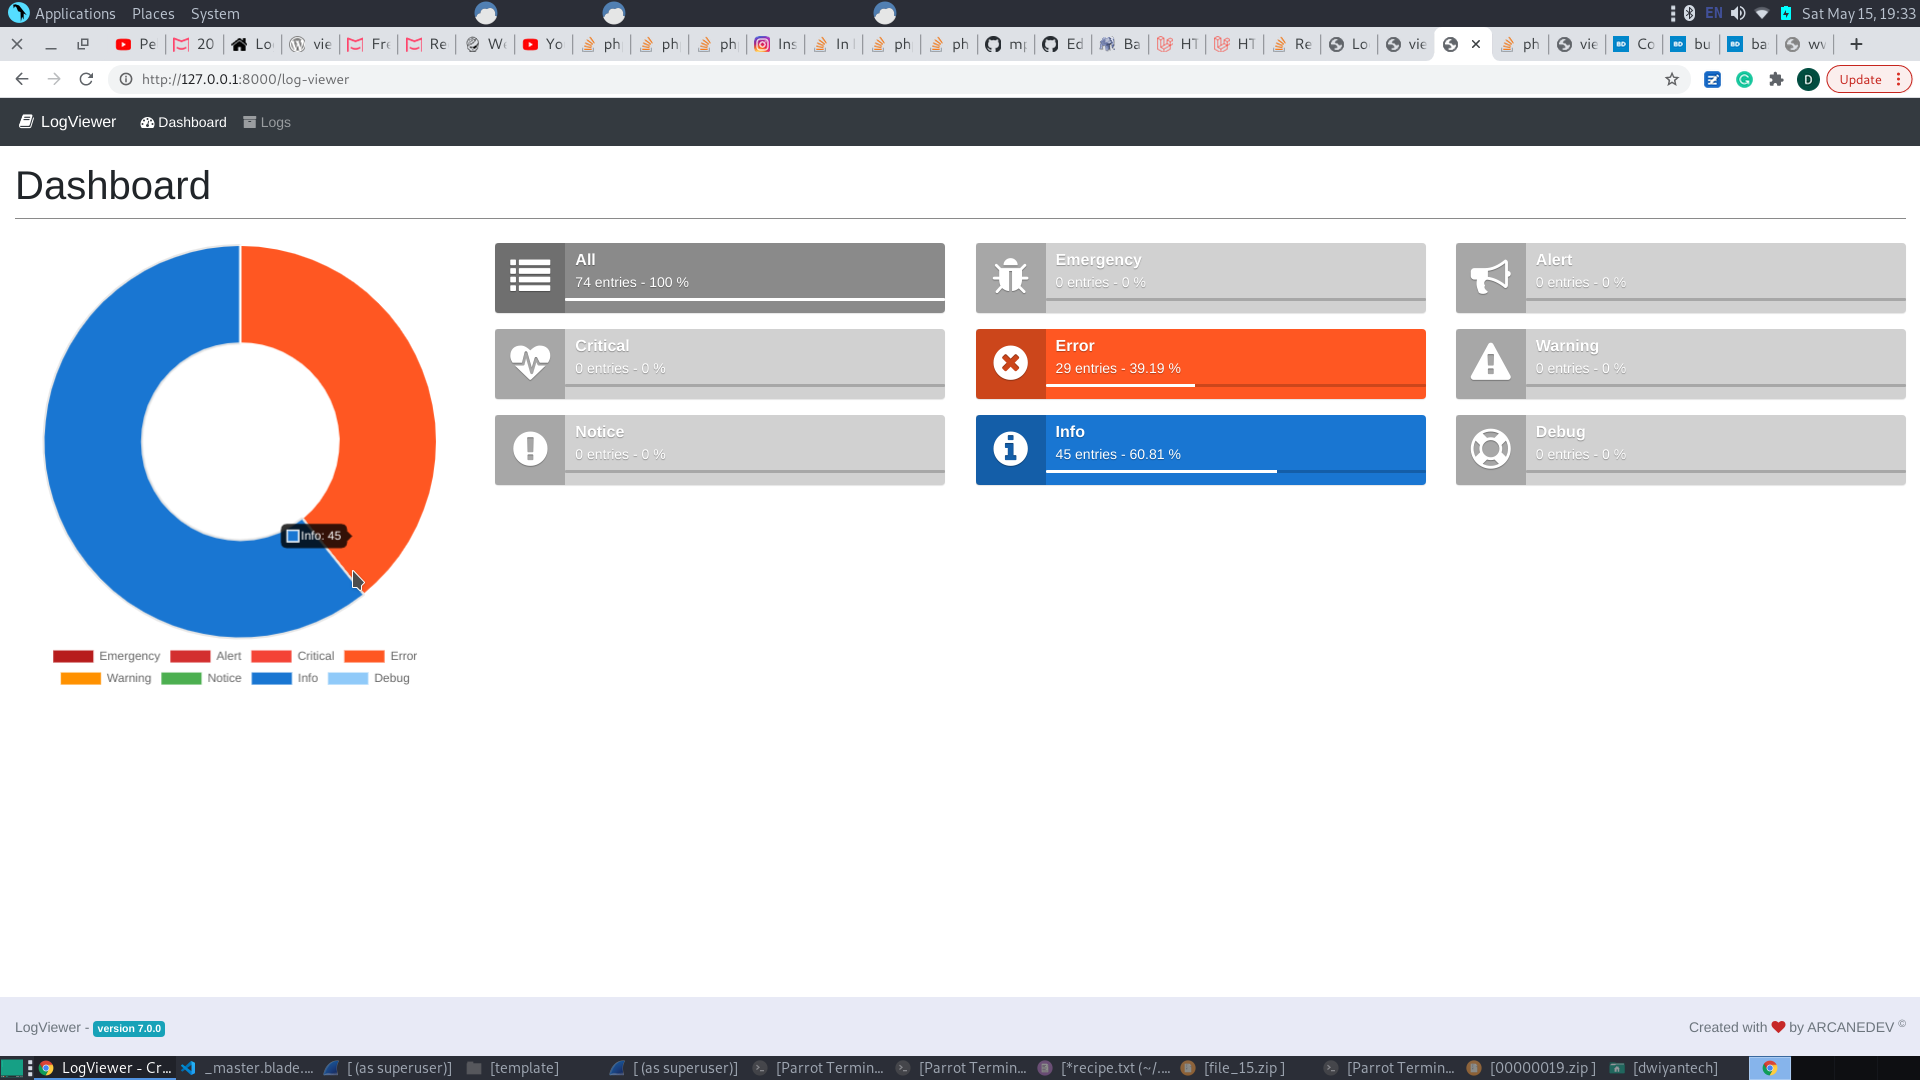 Applications Places System
EN Sat May 15, 19:33
Pe 20 Lo vie Fre Re We Yo ph ph ph Ins In ph ph mp Ed Ba HT HT Re Lo vie ph vie Co bu ba wv
http://127.0.0.1:8000/log-viewer D Update
LogViewer Dashboard Logs
Dashboard
All
74 entries - 100 %
Emergency
0 entries - 0 %
Alert
0 entries - 0 %
Critical
0 entries - 0 %
Error
29 entries - 39.19 %
Warning
0 entries - 0 %
Notice
0 entries - 0 %
Info
45 entries - 60.81 %
Debug
0 entries - 0 %
Info: 45
Emergency Alert Critical Error
Warning Notice Info Debug
LogViewer - version 7.0.0
Created with by ARCANEDEV ©
LogViewer - Cr... _master.blade.... [ (as superuser)] [template] [ (as superuser)] [Parrot Termin... [Parrot Termin... [*recipe.txt (~/.... [file_15.zip ] [Parrot Termin... [00000019.zip ] [dwiyantech]